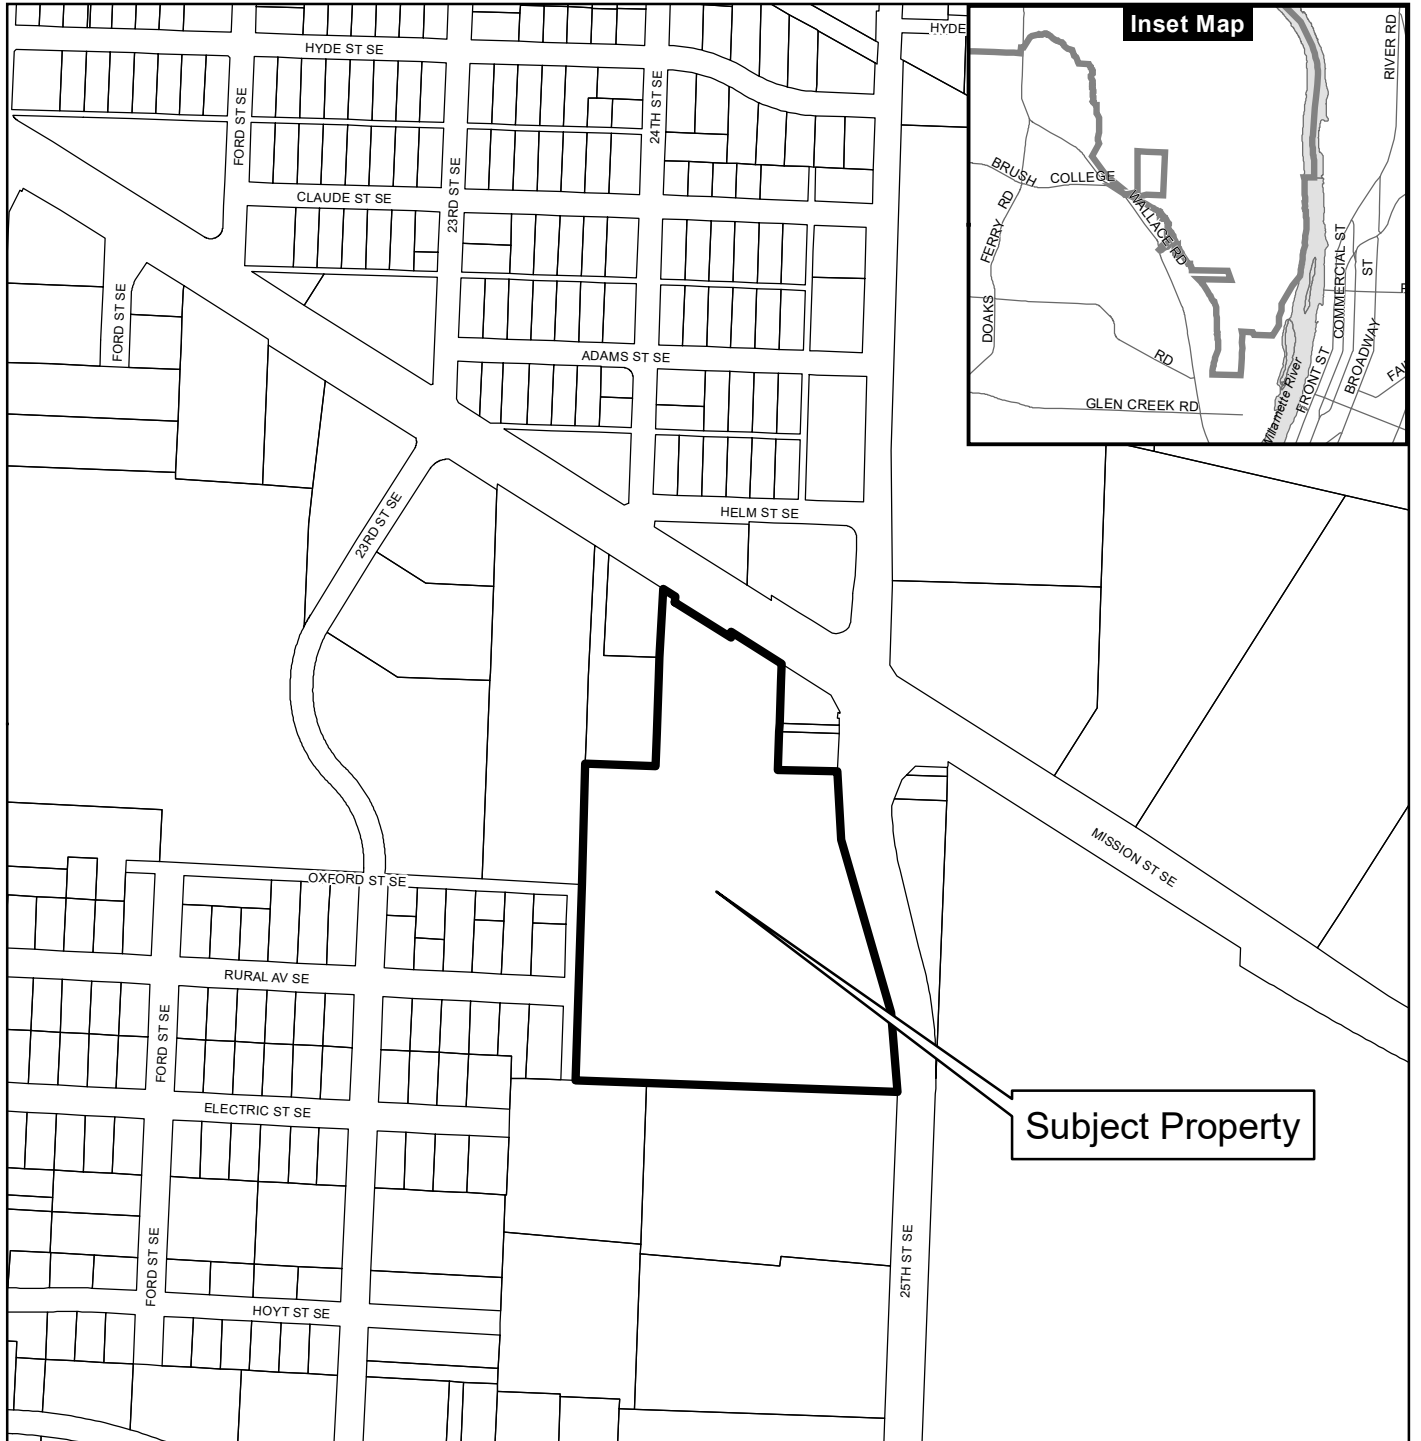 HYDE ST SE
HYDE
Inset Map
RIVER RD
FORD ST SE
24TH ST SE
23RD ST SE
CLAUDE ST SE
BRUSH COLLEGE
WALLACE RD
FERRY RD
DOAKS
RD
GLEN CREEK RD
Willamette River
FRONT ST
COMMERCIAL ST
BROADWAY
ST
FORD ST SE
ADAMS ST SE
23RD ST SE
HELM ST SE
MISSION ST SE
OXFORD ST SE
RURAL AV SE
FORD ST SE
ELECTRIC ST SE
Subject Property
FORD ST SE
25TH ST SE
HOYT ST SE